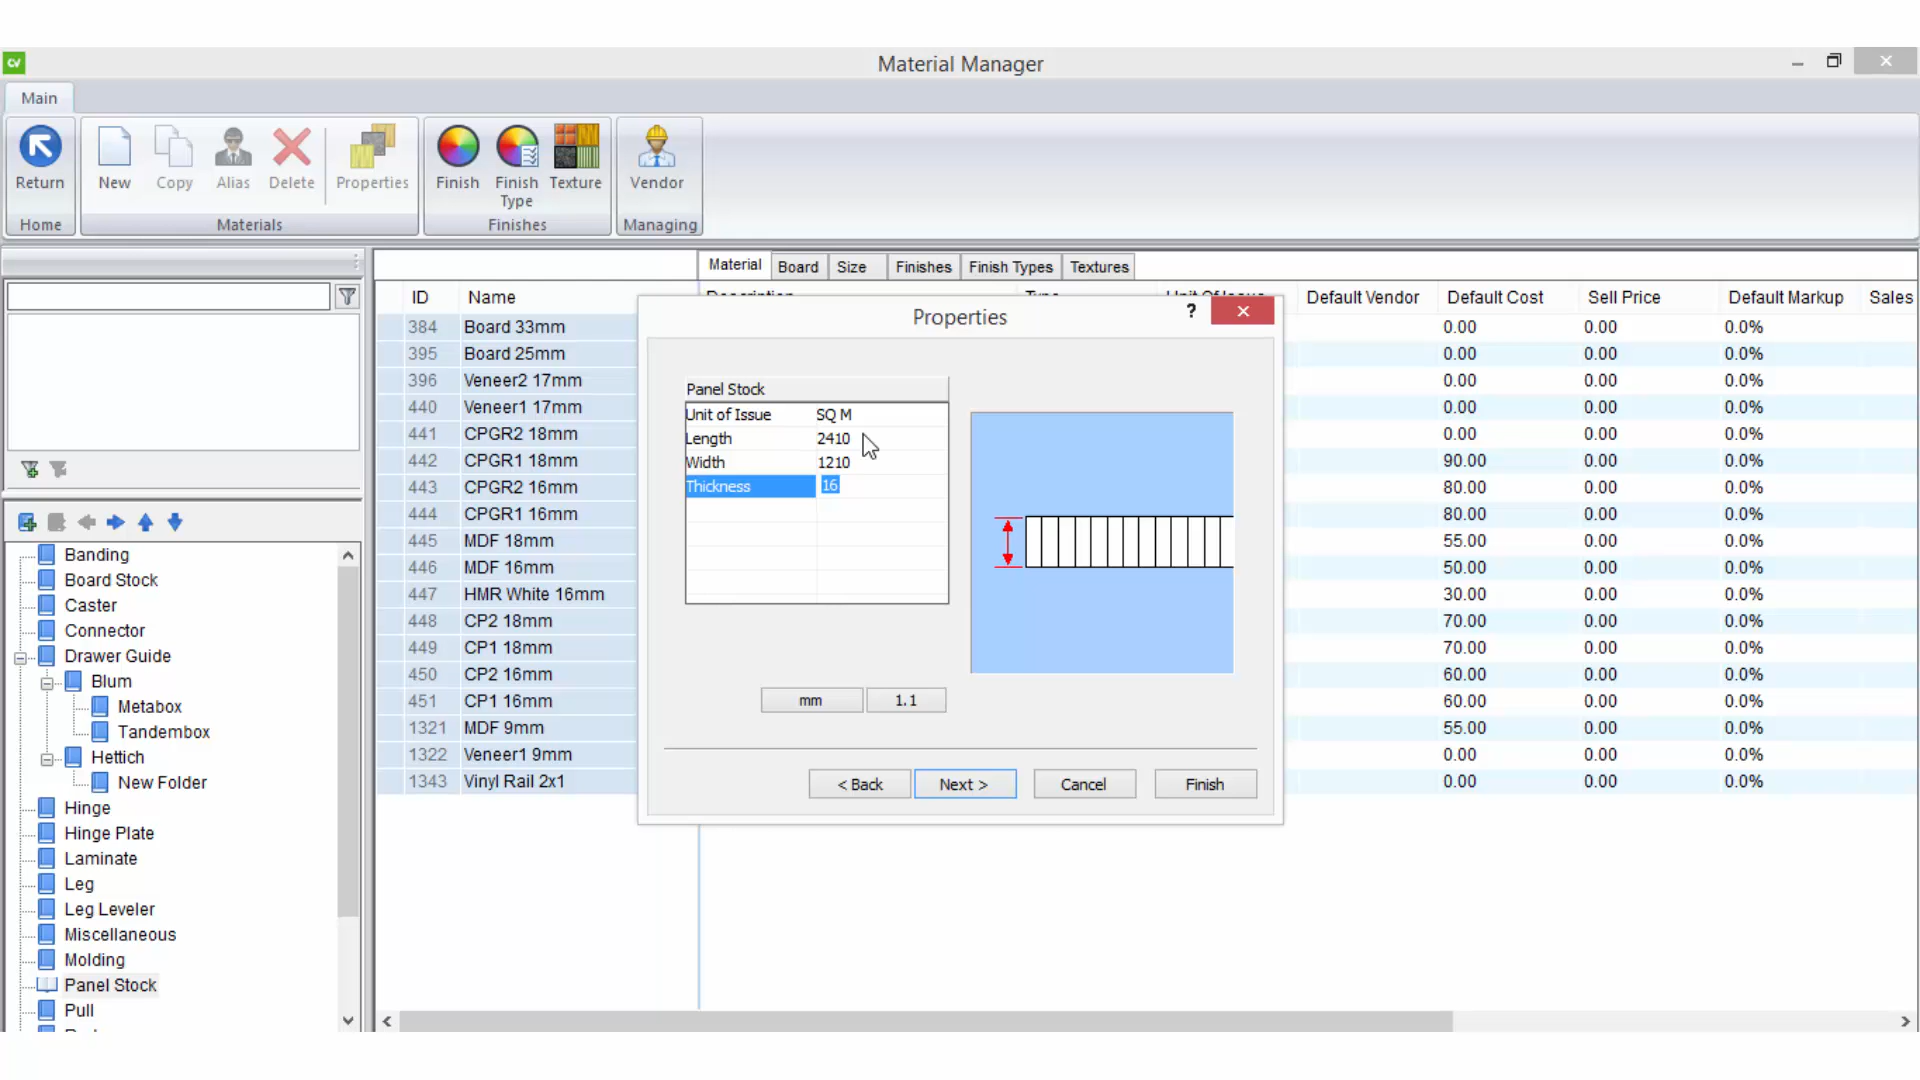 CV
Material Manager
Main
Return
New
Copy
Alias
Delete
Properties
Finish
Finish Type
Texture
Vendor
Home
Materials
Finishes
Managing
Material
Board
Size
Finishes
Finish Types
Textures
ID Name Default Vendor Default Cost Sell Price Default Markup Sales
384 Board 33mm 0.00 0.00 0.0%
395 Board 25mm 0.00 0.00 0.0%
396 Veneer2 17mm 0.00 0.00 0.0%
440 Veneer1 17mm 0.00 0.00 0.0%
441 CPGR2 18mm 0.00 0.00 0.0%
442 CPGR1 18mm 90.00 0.00 0.0%
443 CPGR2 16mm 80.00 0.00 0.0%
444 CPGR1 16mm 80.00 0.00 0.0%
445 MDF 18mm 55.00 0.00 0.0%
446 MDF 16mm 50.00 0.00 0.0%
447 HMR White 16mm 30.00 0.00 0.0%
448 CP2 18mm 70.00 0.00 0.0%
449 CP1 18mm 70.00 0.00 0.0%
450 CP2 16mm 60.00 0.00 0.0%
451 CP1 16mm 60.00 0.00 0.0%
1321 MDF 9mm 55.00 0.00 0.0%
1322 Veneer1 9mm 0.00 0.00 0.0%
1343 Vinyl Rail 2x1 0.00 0.00 0.0%
Properties
?
Panel Stock
Unit of Issue SQ M
Length 2410
Width 1210
Thickness 16
mm
1.1
< Back
Next >
Cancel
Finish
Banding
Board Stock
Caster
Connector
Drawer Guide
Blum
Metabox
Tandembox
Hettich
New Folder
Hinge
Hinge Plate
Laminate
Leg
Leg Leveler
Miscellaneous
Molding
Panel Stock
Pull